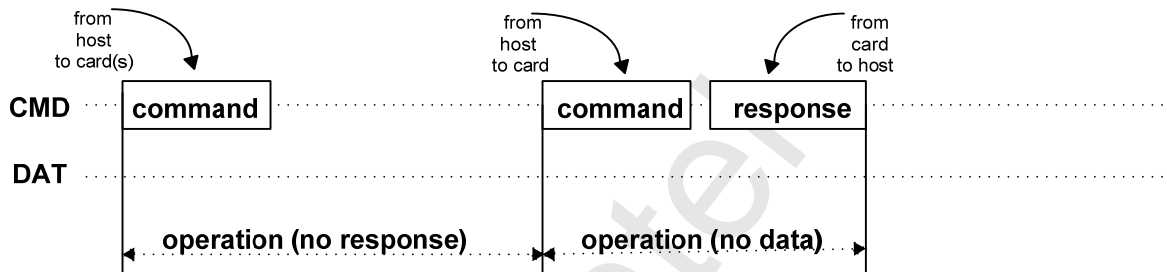 from
host
to card(s)
from
host
to card
from
card
to host
CMD
command
command
response
DAT
operation (no response)
operation (no data)